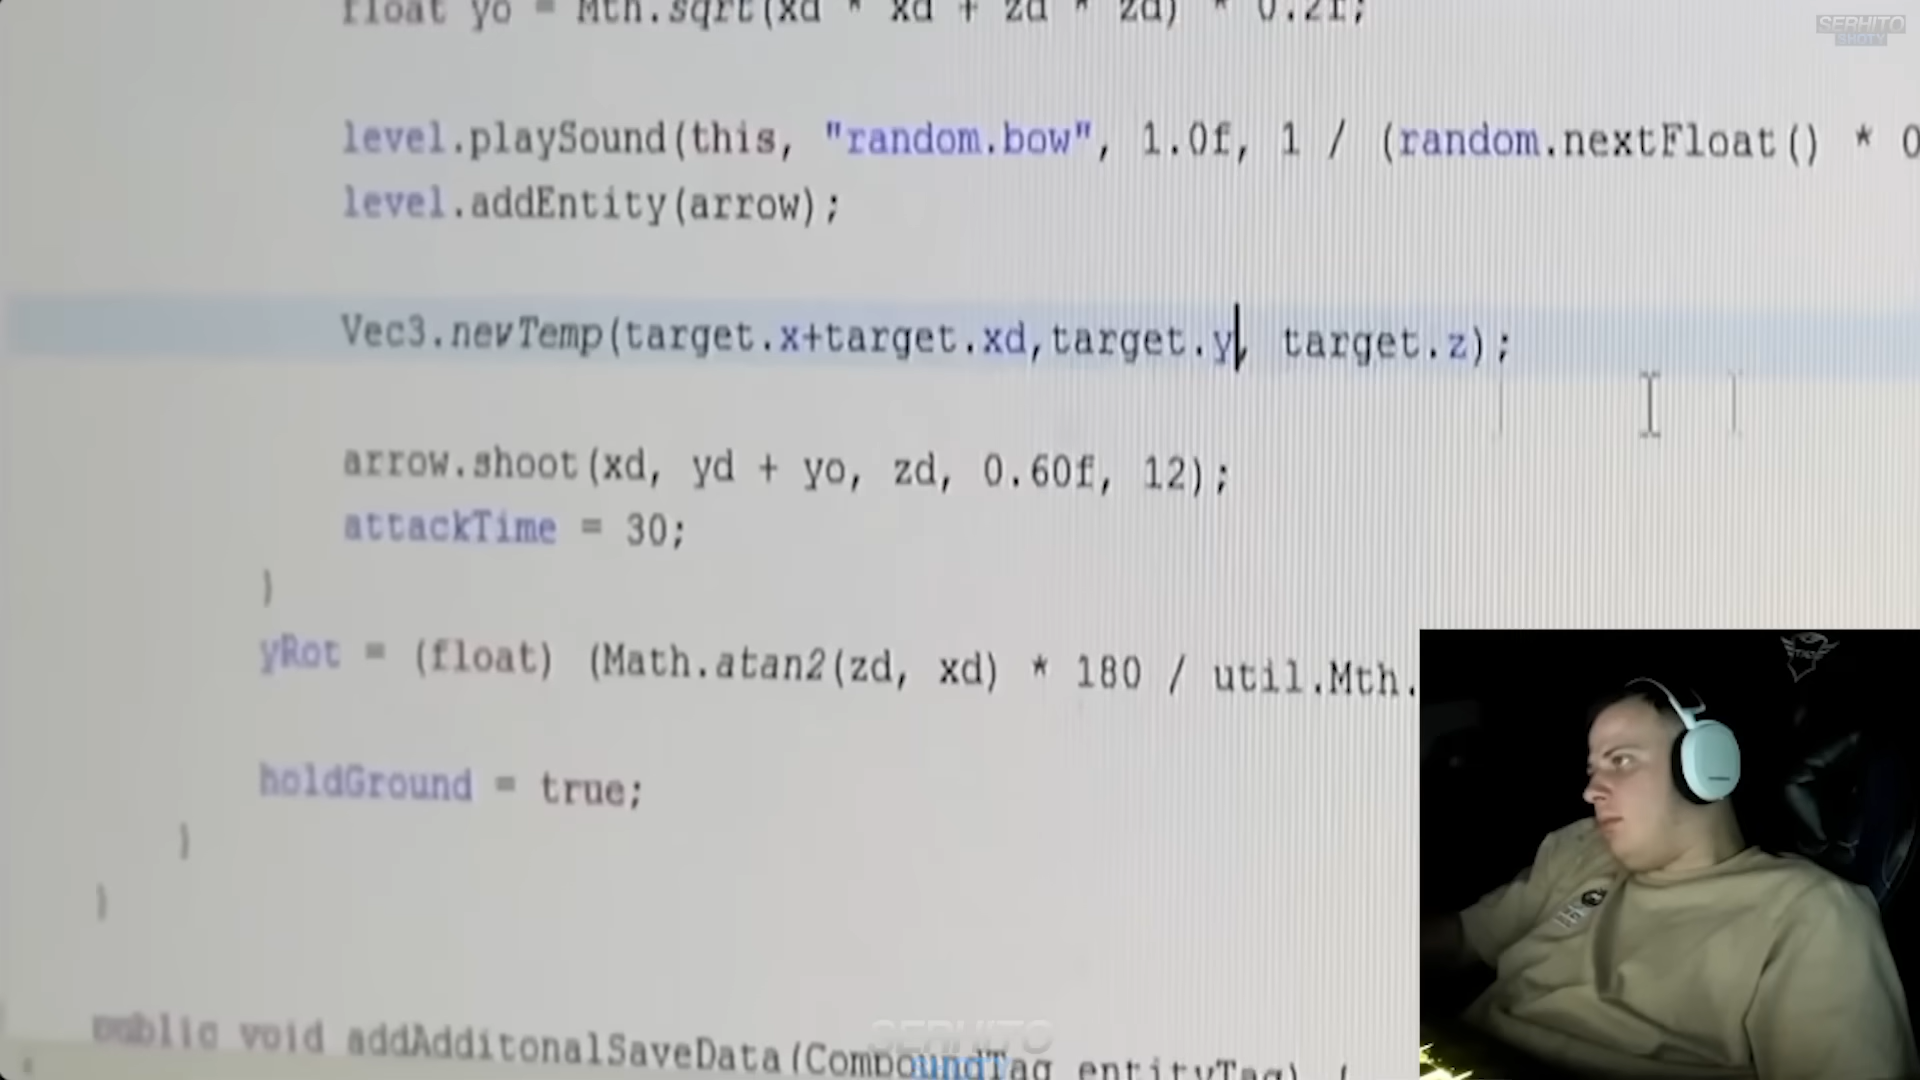 float yo = Mth.sqrt(xd * xd + zd * zd) * 0.2f;
SERHITO
SHOTY
level.playSound(this, "random.bow", 1.0f, 1 / (random.nextFloat() * 0
level.addEntity(arrow);
Vec3.newTemp(target.x+target.xd,target.y, target.z);
arrow.shoot(xd, yd + yo, zd, 0.60f, 12);
attackTime = 30;
}
yRot = (float) (Math.atan2(zd, xd) * 180 / util.Mth.
holdGround = true;
}
}
SERHITO
public void addAdditonalSaveData(CompoundTag entityTag) {